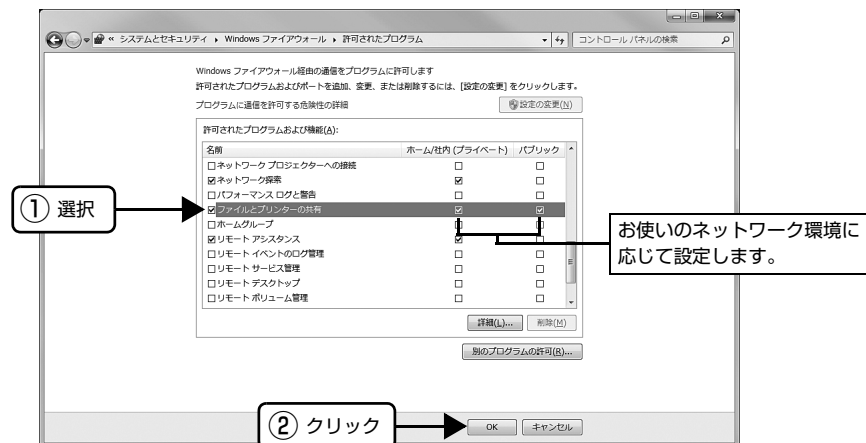 « システムとセキュリティ ▸ Windows ファイアウォール ▸ 許可されたプログラム
コントロール パネルの検索
Windows ファイアウォール経由の通信をプログラムに許可します
許可されたプログラムおよびポートを追加、変更、または削除するには、[設定の変更] をクリックします。
プログラムに通信を許可する危険性の詳細
設定の変更(N)
許可されたプログラムおよび機能(A):
名前 ホーム/社内 (プライベート) パブリック
ネットワーク プロジェクターへの接続
ネットワーク探索
パフォーマンス ログと警告
① 選択
ファイルとプリンターの共有
ホームグループ
リモート アシスタンス
リモート イベントのログ管理
リモート サービス管理
リモート デスクトップ
リモート ボリューム管理
お使いのネットワーク環境に
応じて設定します。
詳細(L)... 削除(M)
別のプログラムの許可(R)...
② クリック
OK キャンセル